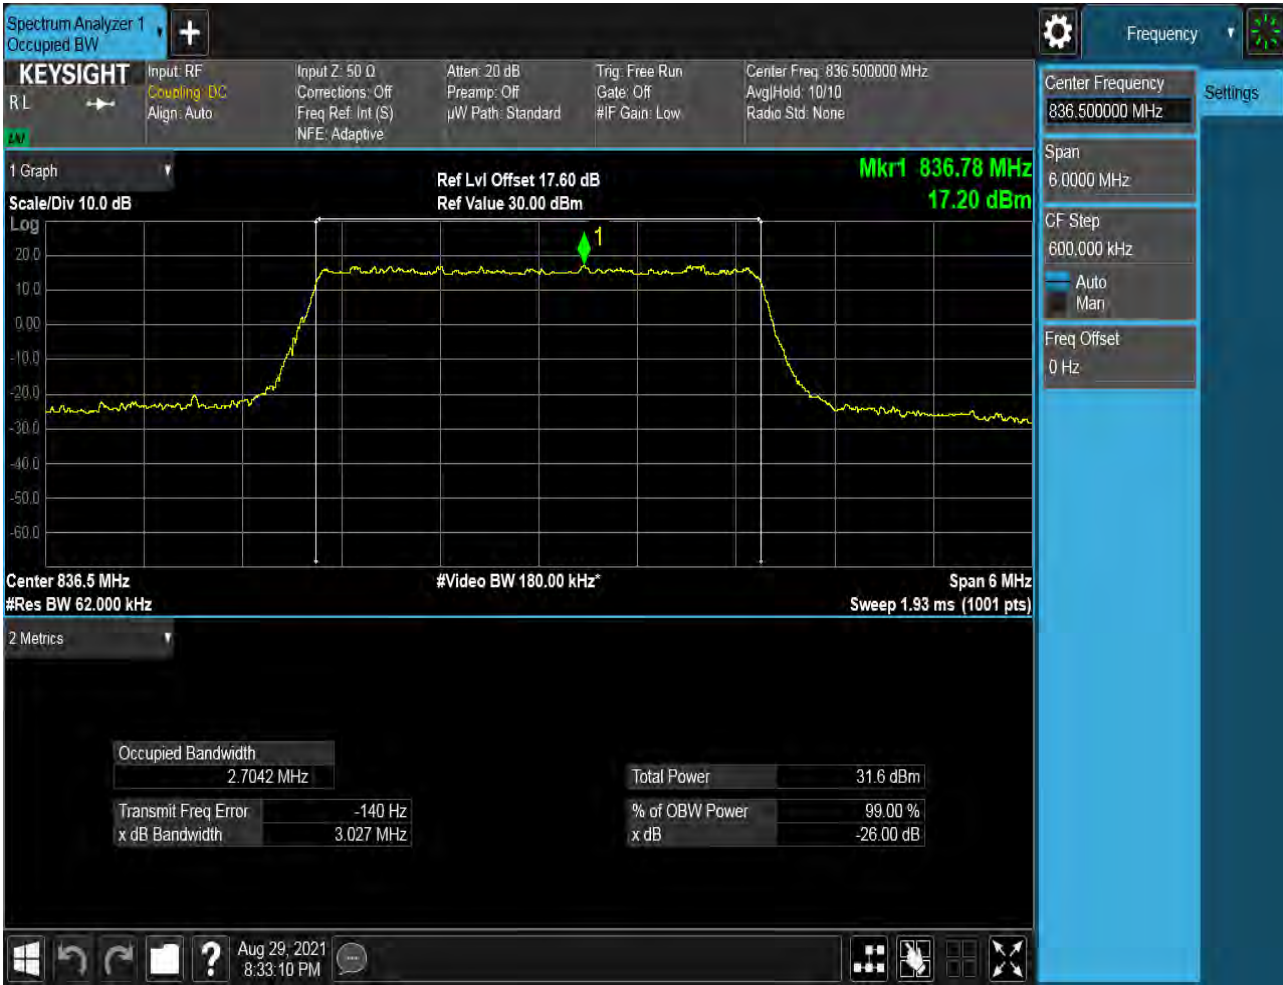 Spectrum Analyzer 1
Occupied BW
+
Frequency
KEYSIGHT
R L
Input: RF
Coupling: DC
Align: Auto
Input Z: 50 Ω
Corrections: Off
Freq Ref: Int (S)
NFE: Adaptive
Atten: 20 dB
Preamp: Off
µW Path: Standard
Trig: Free Run
Gate: Off
#IF Gain: Low
Center Freq: 836.500000 MHz
Avg|Hold: 10/10
Radio Std: None
Center Frequency
836.500000 MHz
Settings
Span
6.0000 MHz
CF Step
600.000 kHz
Auto
Man
Freq Offset
0 Hz
1 Graph
Scale/Div 10.0 dB
Ref Lvl Offset 17.60 dB
Ref Value 30.00 dBm
Mkr1 836.78 MHz
17.20 dBm
Log
1
20.0
10.0
0.00
-10.0
-20.0
-30.0
-40.0
-50.0
-60.0
Center 836.5 MHz
#Video BW 180.00 kHz*
Span 6 MHz
#Res BW 62.000 kHz
Sweep 1.93 ms (1001 pts)
2 Metrics
Occupied Bandwidth
2.7042 MHz
Total Power 31.6 dBm
Transmit Freq Error -140 Hz
% of OBW Power 99.00 %
x dB Bandwidth 3.027 MHz
x dB -26.00 dB
?
Aug 29, 2021
8:33:10 PM